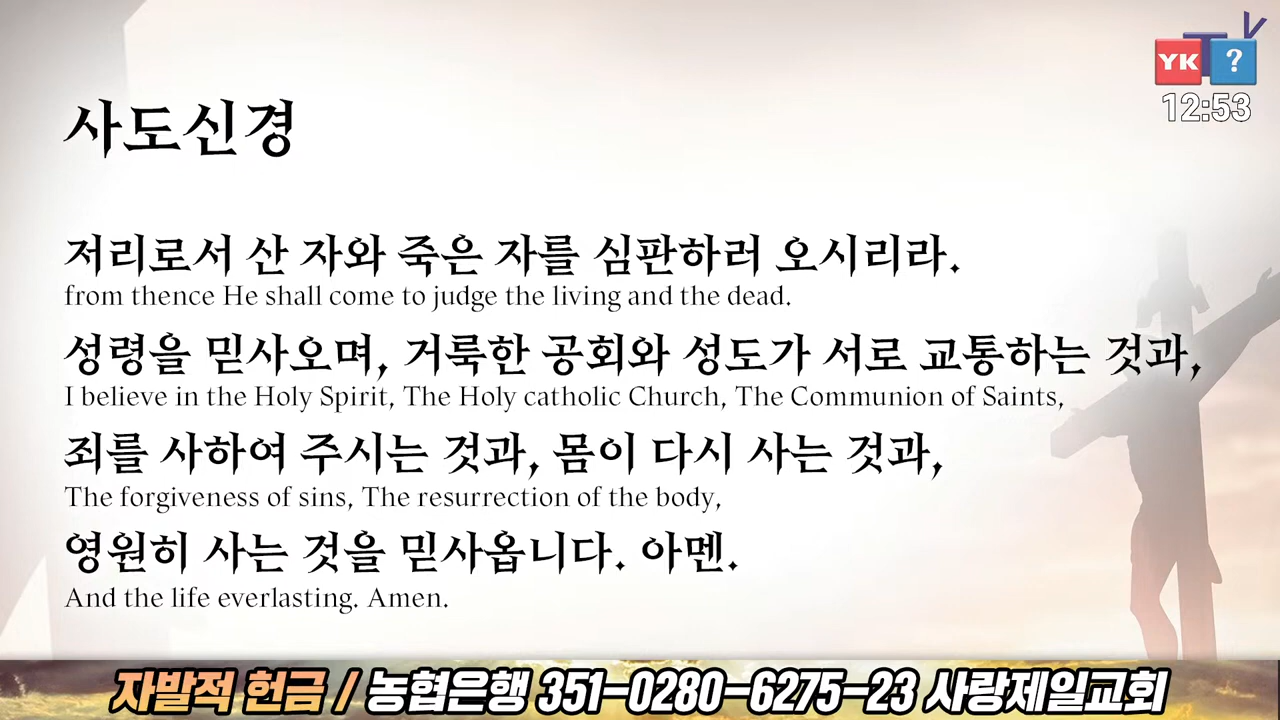 YK TV ?
12:53
사도신경
저리로서 산 자와 죽은 자를 심판하러 오시리라.
from thence He shall come to judge the living and the dead.
성령을 믿사오며, 거룩한 공회와 성도가 서로 교통하는 것과,
I believe in the Holy Spirit, The Holy catholic Church, The Communion of Saints,
죄를 사하여 주시는 것과, 몸이 다시 사는 것과,
The forgiveness of sins, The resurrection of the body,
영원히 사는 것을 믿사옵니다. 아멘.
And the life everlasting. Amen.
자발적 헌금 / 농협은행 351-0280-6275-23 사랑제일교회